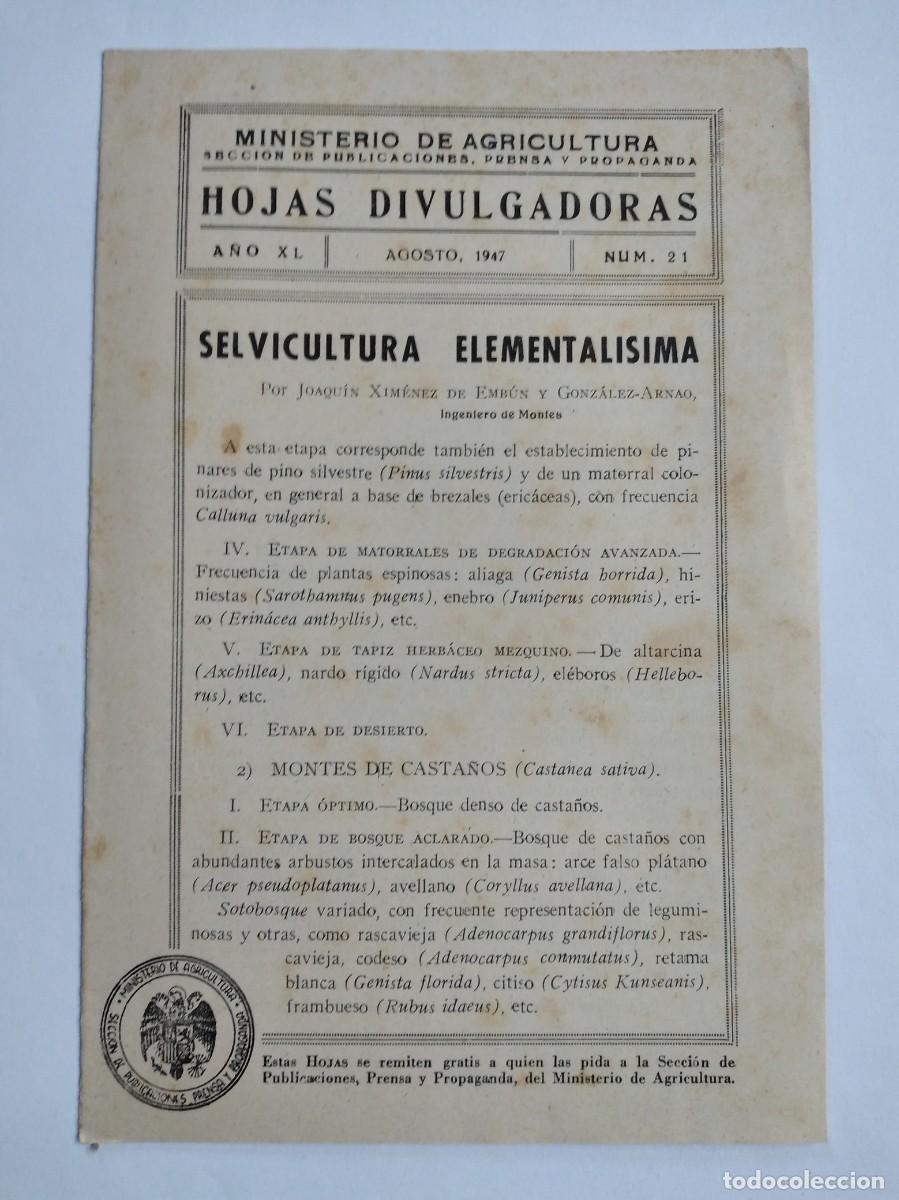 MINISTERIO DE AGRICULTURA
SECCION DE PUBLICACIONES, PRENSA Y PROPAGANDA
HOJAS DIVULGADORAS
AÑO XL
AGOSTO, 1947
NUM. 21
SELVICULTURA ELEMENTALISIMA
Por Joaquín Ximénez de Embún y González-Arnao,
Ingeniero de Montes
A esta etapa corresponde también el establecimiento de pi-
nares de pino silvestre (Pinus silvestris) y de un matorral colo-
nizador, en general a base de brezales (ericáceas), con frecuencia
Calluna vulgaris.
IV. Etapa de matorrales de degradación avanzada.—
Frecuencia de plantas espinosas: aliaga (Genista horrida), hi-
niestas (Sarothamnus pugens), enebro (Juniperus comunis), eri-
zo (Erinácea anthyllis), etc.
V. Etapa de tapiz herbáceo mezquino.—De altarcina
(Axchillea), nardo rígido (Nardus stricta), eléboros (Hellebo-
rus), etc.
VI. Etapa de desierto.
2) MONTES DE CASTAÑOS (Castanea sativa).
I. Etapa óptimo.—Bosque denso de castaños.
II. Etapa de bosque aclarado.—Bosque de castaños con
abundantes arbustos intercalados en la masa: arce falso plátano
(Acer pseudoplatanus), avellano (Coryllus avellana), etc.
Sotobosque variado, con frecuente representación de legumi-
nosas y otras, como rascavieja (Adenocarpus grandiflorus), ras-
cavieja, codeso (Adenocarpus conmutatus), retama
blanca (Genista florida), citiso (Cytisus Kunseanis),
frambueso (Rubus idaeus), etc.
MINISTERIO DE AGRICULTURA
SECCION DE PUBLICACIONES PRENSA Y PROPAGANDA
Estas Hojas se remiten gratis a quien las pida a la Sección de
Publicaciones, Prensa y Propaganda, del Ministerio de Agricultura.
todocoleccion